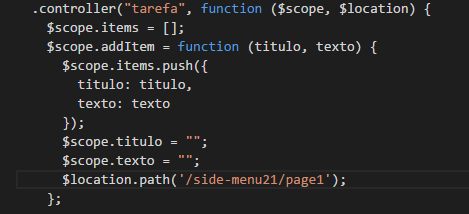 .controller("tarefa", function ($scope, $location) {
$scope.items = [];
$scope.addItem = function (titulo, texto) {
$scope.items.push({
titulo: titulo,
texto: texto
});
$scope.titulo = "";
$scope.texto = "";
$location.path('/side-menu21/page1');
};